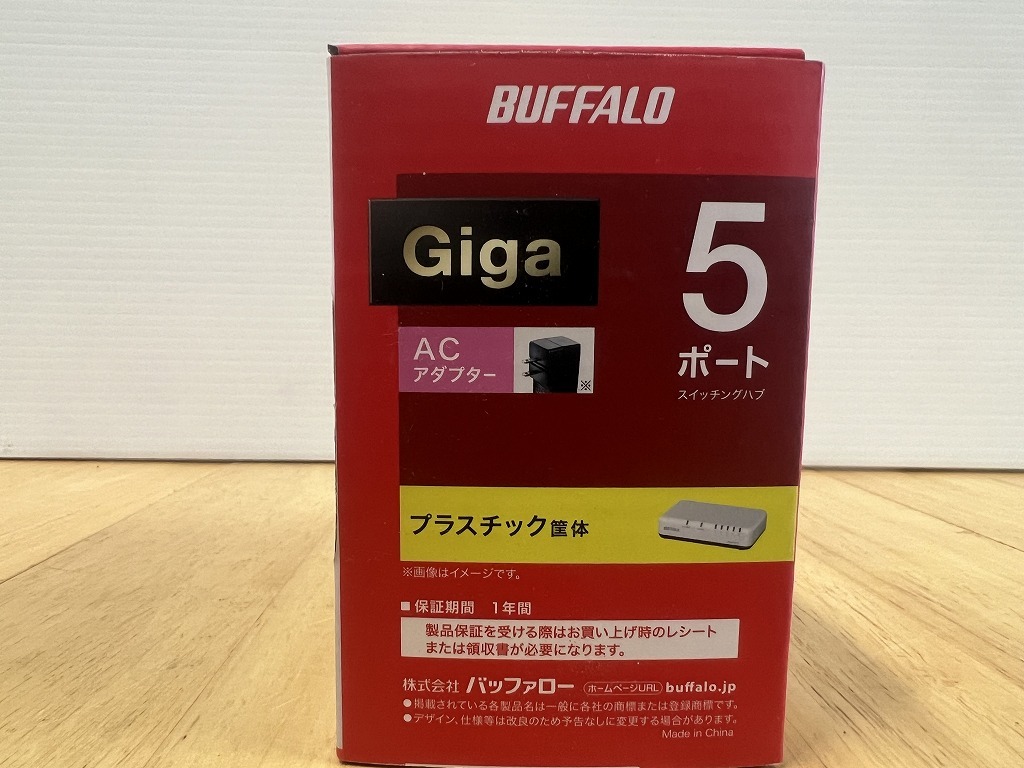 BUFFALO
Giga
5
ポート
スイッチングハブ
AC
アダプター
※
プラスチック筐体
BUFFALO
※画像はイメージです。
■ 保証期間 1年間
製品保証を受ける際はお買い上げ時のレシート
または領収書が必要になります。
株式会社 バッファロー ホームページURL buffalo.jp
●掲載されている各製品名は一般に各社の商標または登録商標です。
●デザイン、仕様等は改良のため予告なしに変更する場合があります。
Made in China